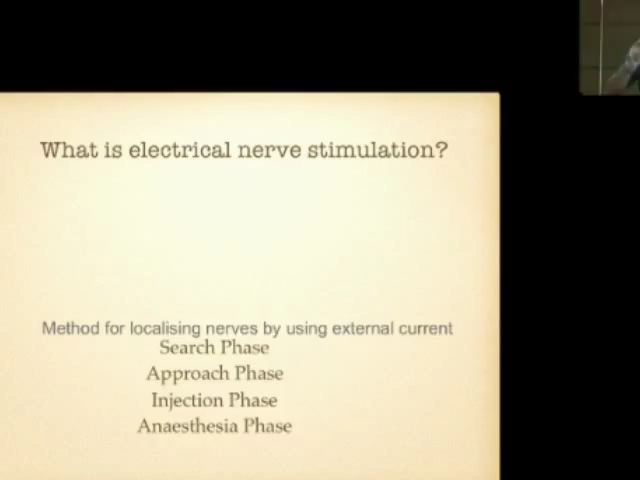 What is electrical nerve stimulation?
Method for localising nerves by using external current
Search Phase
Approach Phase
Injection Phase
Anaesthesia Phase